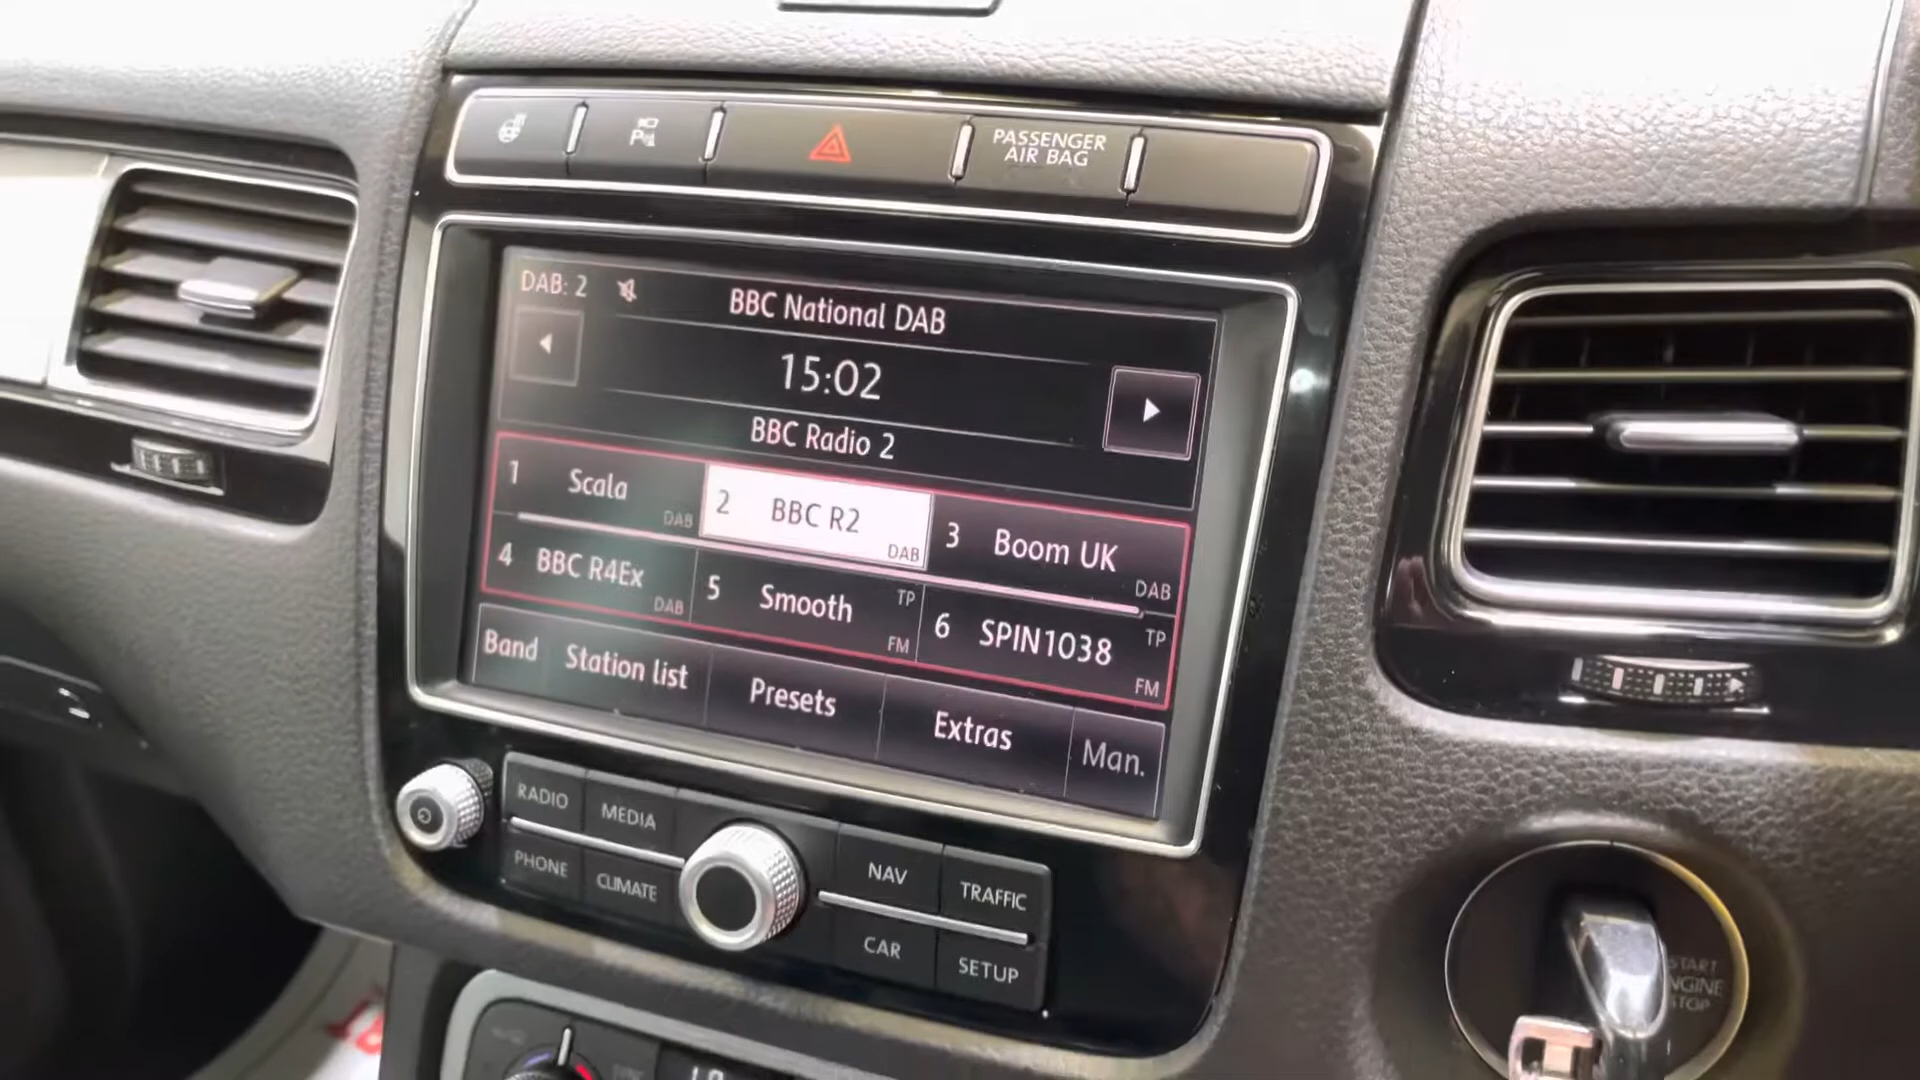 PASSENGER
AIR BAG
DAB: 2
BBC National DAB
15:02
BBC Radio 2
1 Scala DAB
2 BBC R2 DAB
3 Boom UK DAB
4 BBC R4Ex DAB
5 Smooth TP FM
6 SPIN1038 TP FM
Band Station list Presets Extras Man.
RADIO MEDIA
PHONE CLIMATE
NAV TRAFFIC
CAR SETUP
START
NGINE
STOP